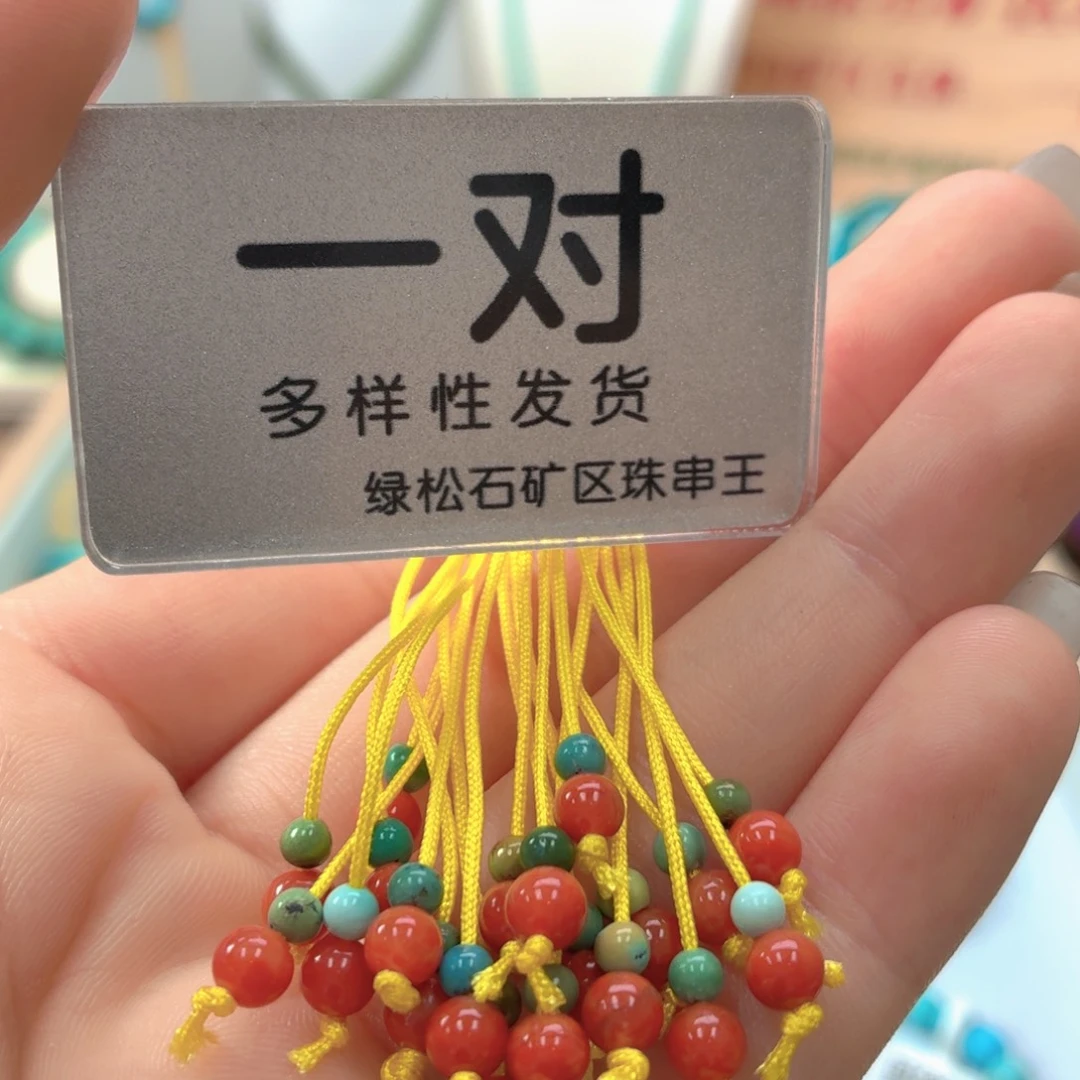 一对
多样性发货
绿松石矿区珠串王